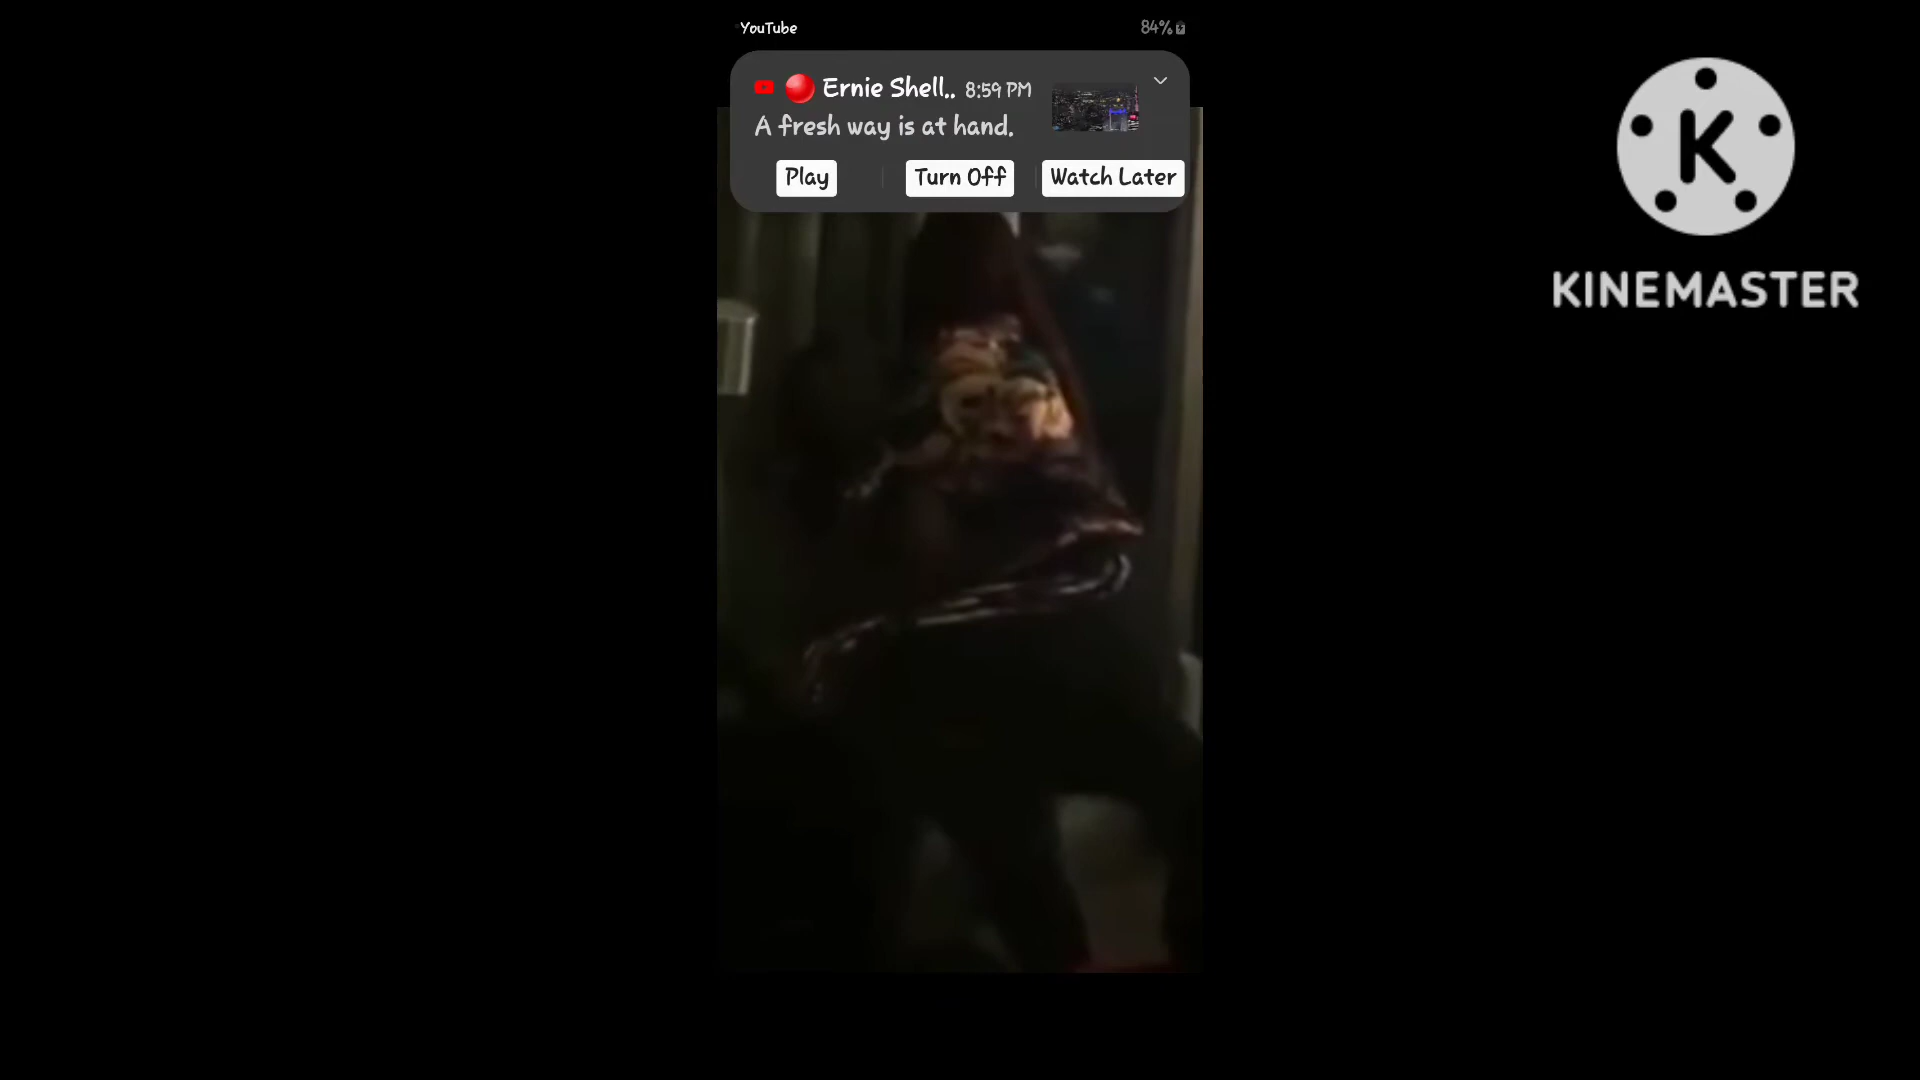 YouTube
84%
Ernie Shell.. 8:59 PM
A fresh way is at hand.
Play
Turn Off
Watch Later
K
KINEMASTER